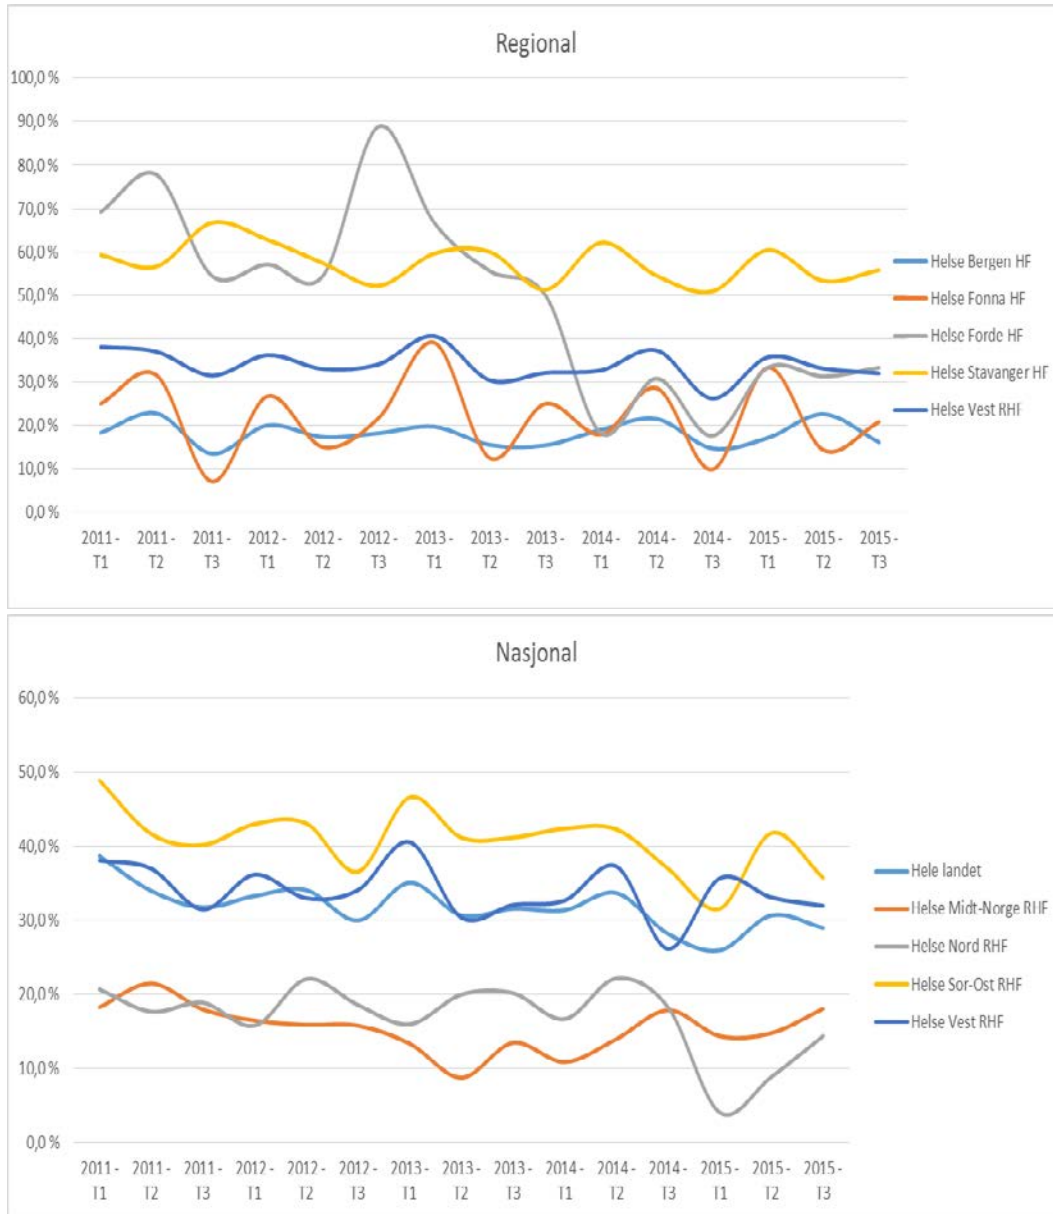 Regional
100,0 %
90,0 %
80,0 %
70,0 %
60,0 %
50,0 %
40,0 %
30,0 %
20,0 %
10,0 %
0,0 %
2011- 2011- 2011- 2012- 2012- 2012- 2013- 2013- 2013- 2014- 2014- 2014- 2015- 2015- 2015-
T1 T2 T3 T1 T2 T3 T1 T2 T3 T1 T2 T3 T1 T2 T3
Helse Bergen HF
Helse Fonna HF
Helse Forde HF
Helse Stavanger HF
Helse Vest RHF
Nasjonal
60,0 %
50,0 %
40,0 %
30,0 %
20,0 %
10,0 %
0,0 %
2011- 2011- 2011- 2012- 2012- 2012- 2013- 2013- 2013- 2014- 2014- 2014- 2015- 2015- 2015-
T1 T2 T3 T1 T2 T3 T1 T2 T3 T1 T2 T3 T1 T2 T3
Hele landet
Helse Midt-Norge RHF
Helse Nord RHF
Helse Sor-Ost RHF
Helse Vest RHF